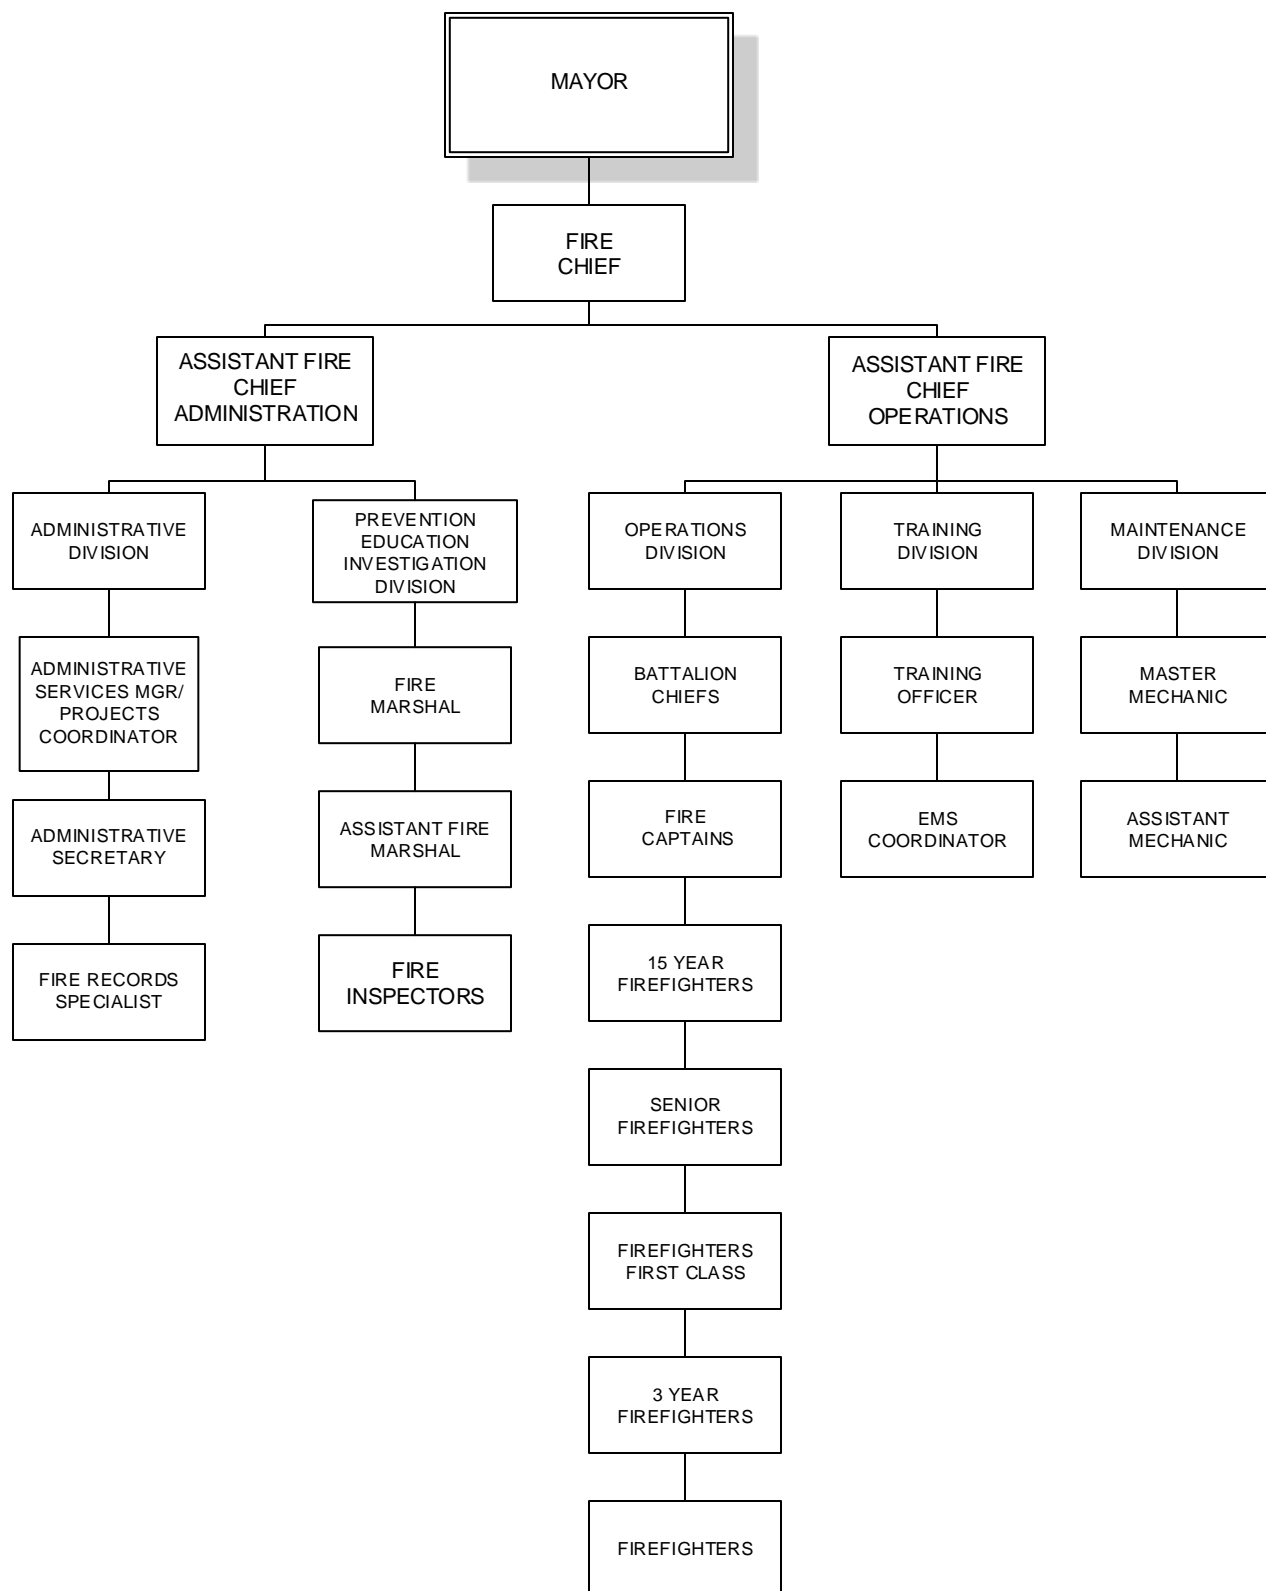 MAYOR
FIRE
CHIEF
ASSISTANT FIRE
CHIEF
ADMINISTRATION
ASSISTANT FIRE
CHIEF
OPERATIONS
ADMINISTRATIVE
DIVISION
PREVENTION
EDUCATION
INVESTIGATION
DIVISION
OPERATIONS
DIVISION
TRAINING
DIVISION
MAINTENANCE
DIVISION
ADMINISTRATIVE
SERVICES MGR/
PROJECTS
COORDINATOR
FIRE
MARSHAL
BATTALION
CHIEFS
TRAINING
OFFICER
MASTER
MECHANIC
ADMINISTRATIVE
SECRETARY
ASSISTANT FIRE
MARSHAL
FIRE
CAPTAINS
EMS
COORDINATOR
ASSISTANT
MECHANIC
FIRE RECORDS
SPECIALIST
FIRE
INSPECTORS
15 YEAR
FIREFIGHTERS
SENIOR
FIREFIGHTERS
FIREFIGHTERS
FIRST CLASS
3 YEAR
FIREFIGHTERS
FIREFIGHTERS